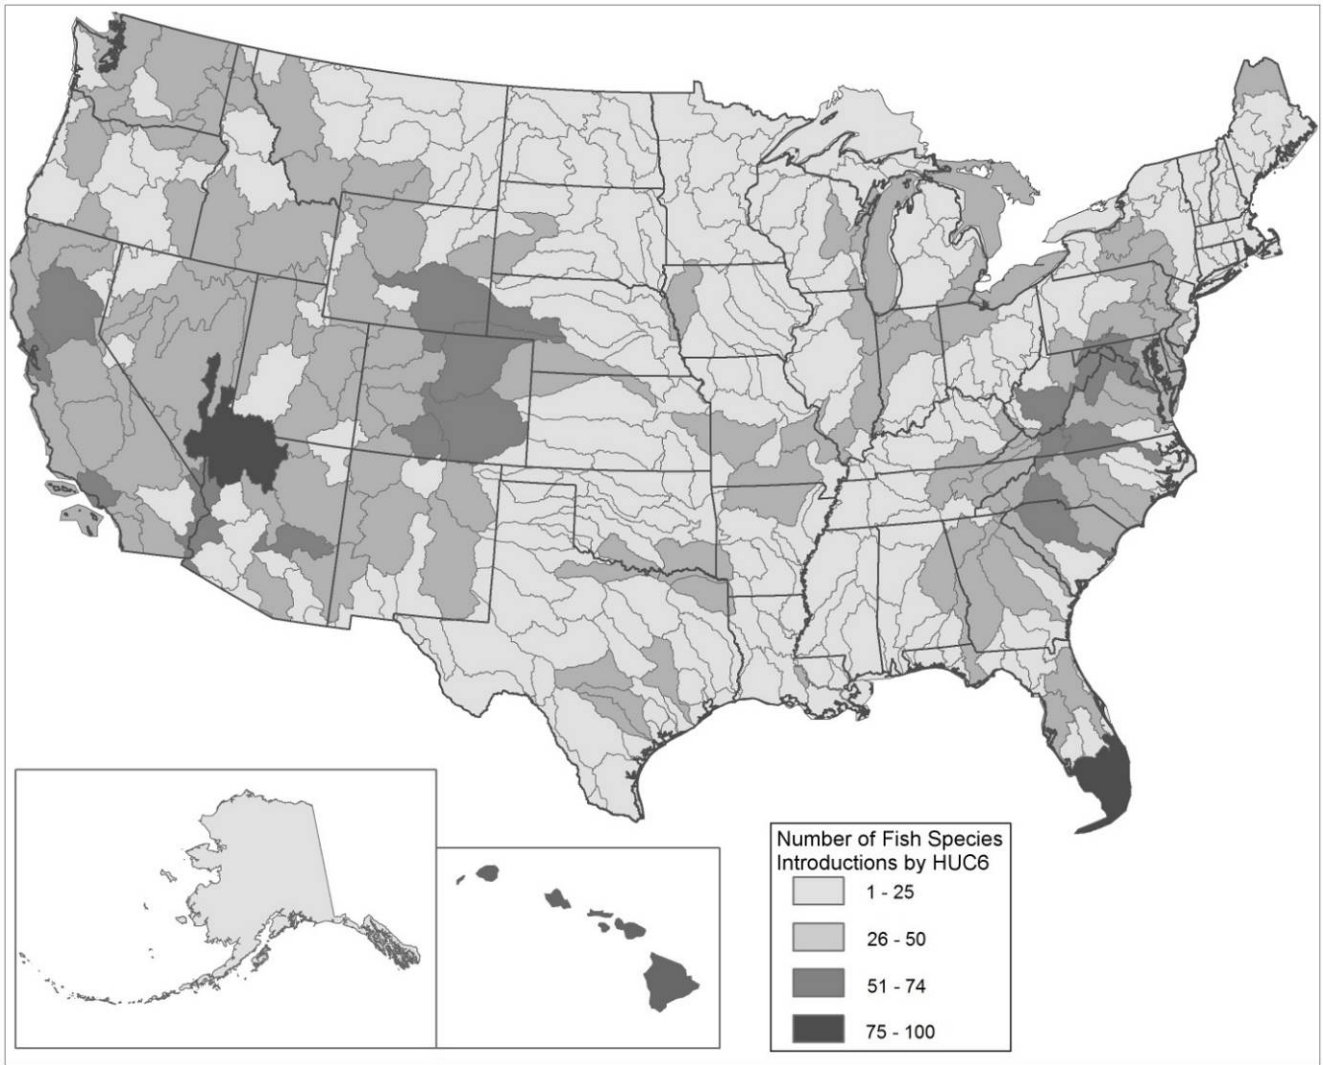 Number of Fish Species
Introductions by HUC6
1 - 25
26 - 50
51 - 74
75 - 100